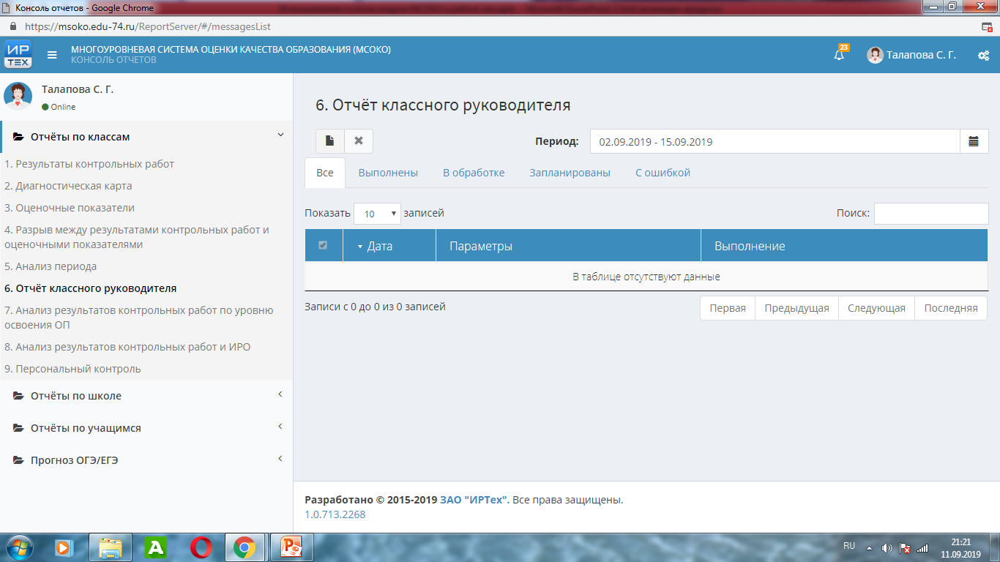 Консоль отчетов - Google Chrome
https://msoko.edu-74.ru/ReportServer/#/messagesList
ИР ТЕХ
МНОГОУРОВНЕВАЯ СИСТЕМА ОЦЕНКИ КАЧЕСТВА ОБРАЗОВАНИЯ (МСОКО)
КОНСОЛЬ ОТЧЕТОВ
23
Талапова С. Г.
Талапова С. Г.
Online
Отчёты по классам
1. Результаты контрольных работ
2. Диагностическая карта
3. Оценочные показатели
4. Разрыв между результатами контрольных работ и
оценочными показателями
5. Анализ периода
6. Отчёт классного руководителя
7. Анализ результатов контрольных работ по уровню
освоения ОП
8. Анализ результатов контрольных работ и ИРО
9. Персональный контроль
Отчёты по школе
Отчёты по учащимся
Прогноз ОГЭ/ЕГЭ
6. Отчёт классного руководителя
Период: 02.09.2019 - 15.09.2019
Все Выполнены В обработке Запланированы С ошибкой
Показать 10 записей Поиск:
Дата Параметры Выполнение
В таблице отсутствуют данные
Записи с 0 до 0 из 0 записей
Первая Предыдущая Следующая Последняя
Разработано © 2015-2019 ЗАО "ИРТех". Все права защищены.
1.0.713.2268
RU
21:21
11.09.2019